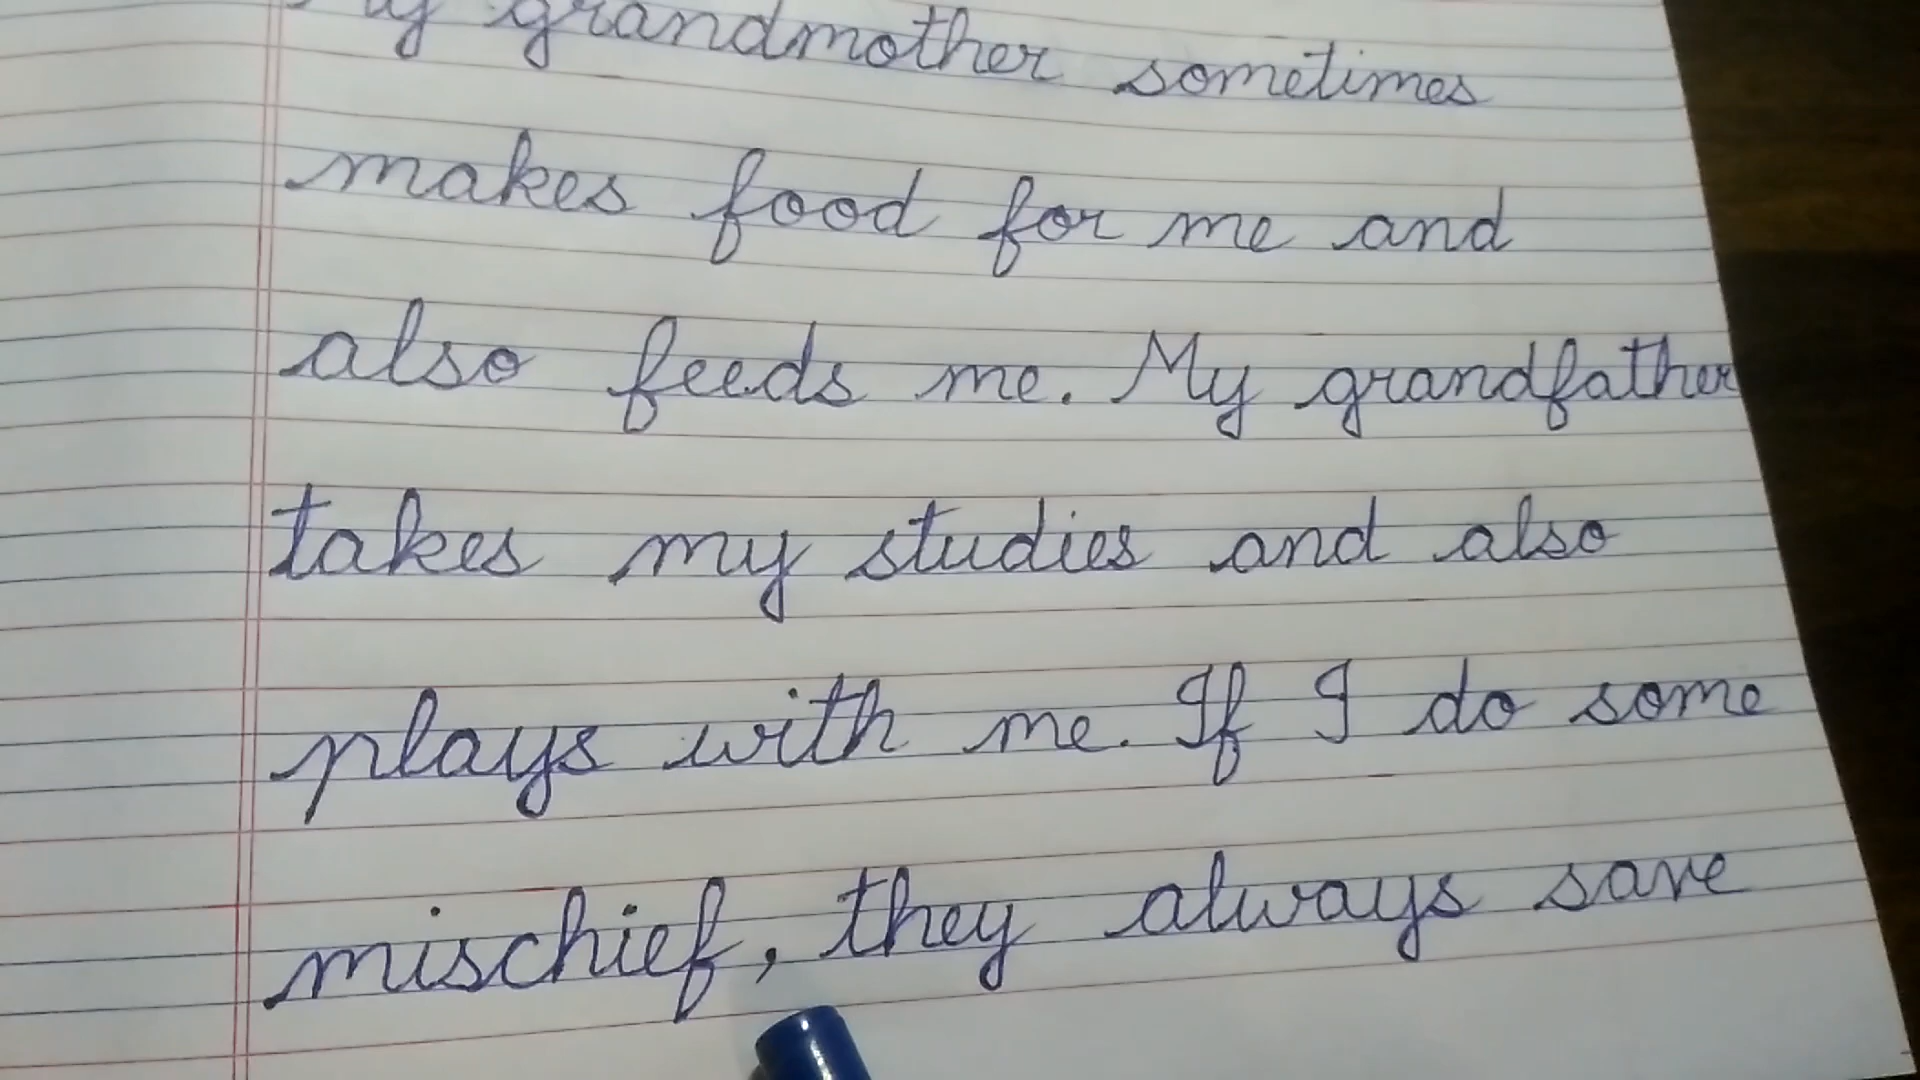 My grandmother sometimes
makes food for me and
also feeds me. My grandfather
takes my studies and also
plays with me. If I do some
mischief, they always save